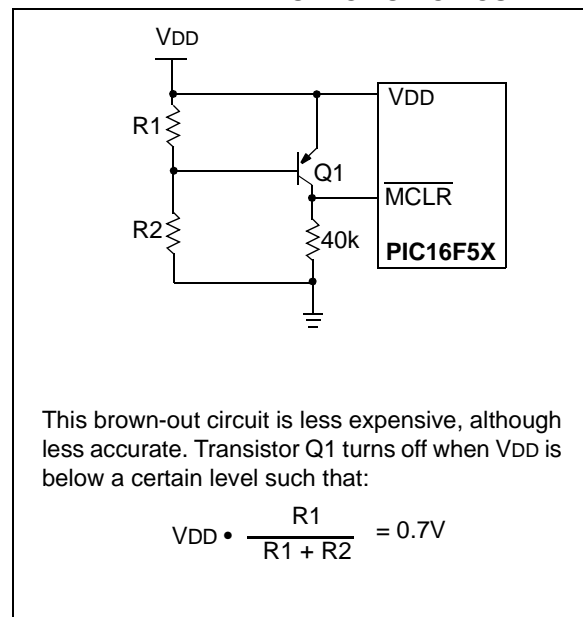 VDD
VDD
R1
Q1
MCLR
R2
40k
PIC16F5X
This brown-out circuit is less expensive, although
less accurate. Transistor Q1 turns off when VDD is
below a certain level such that:
VDD • R1 / R1 + R2 = 0.7V